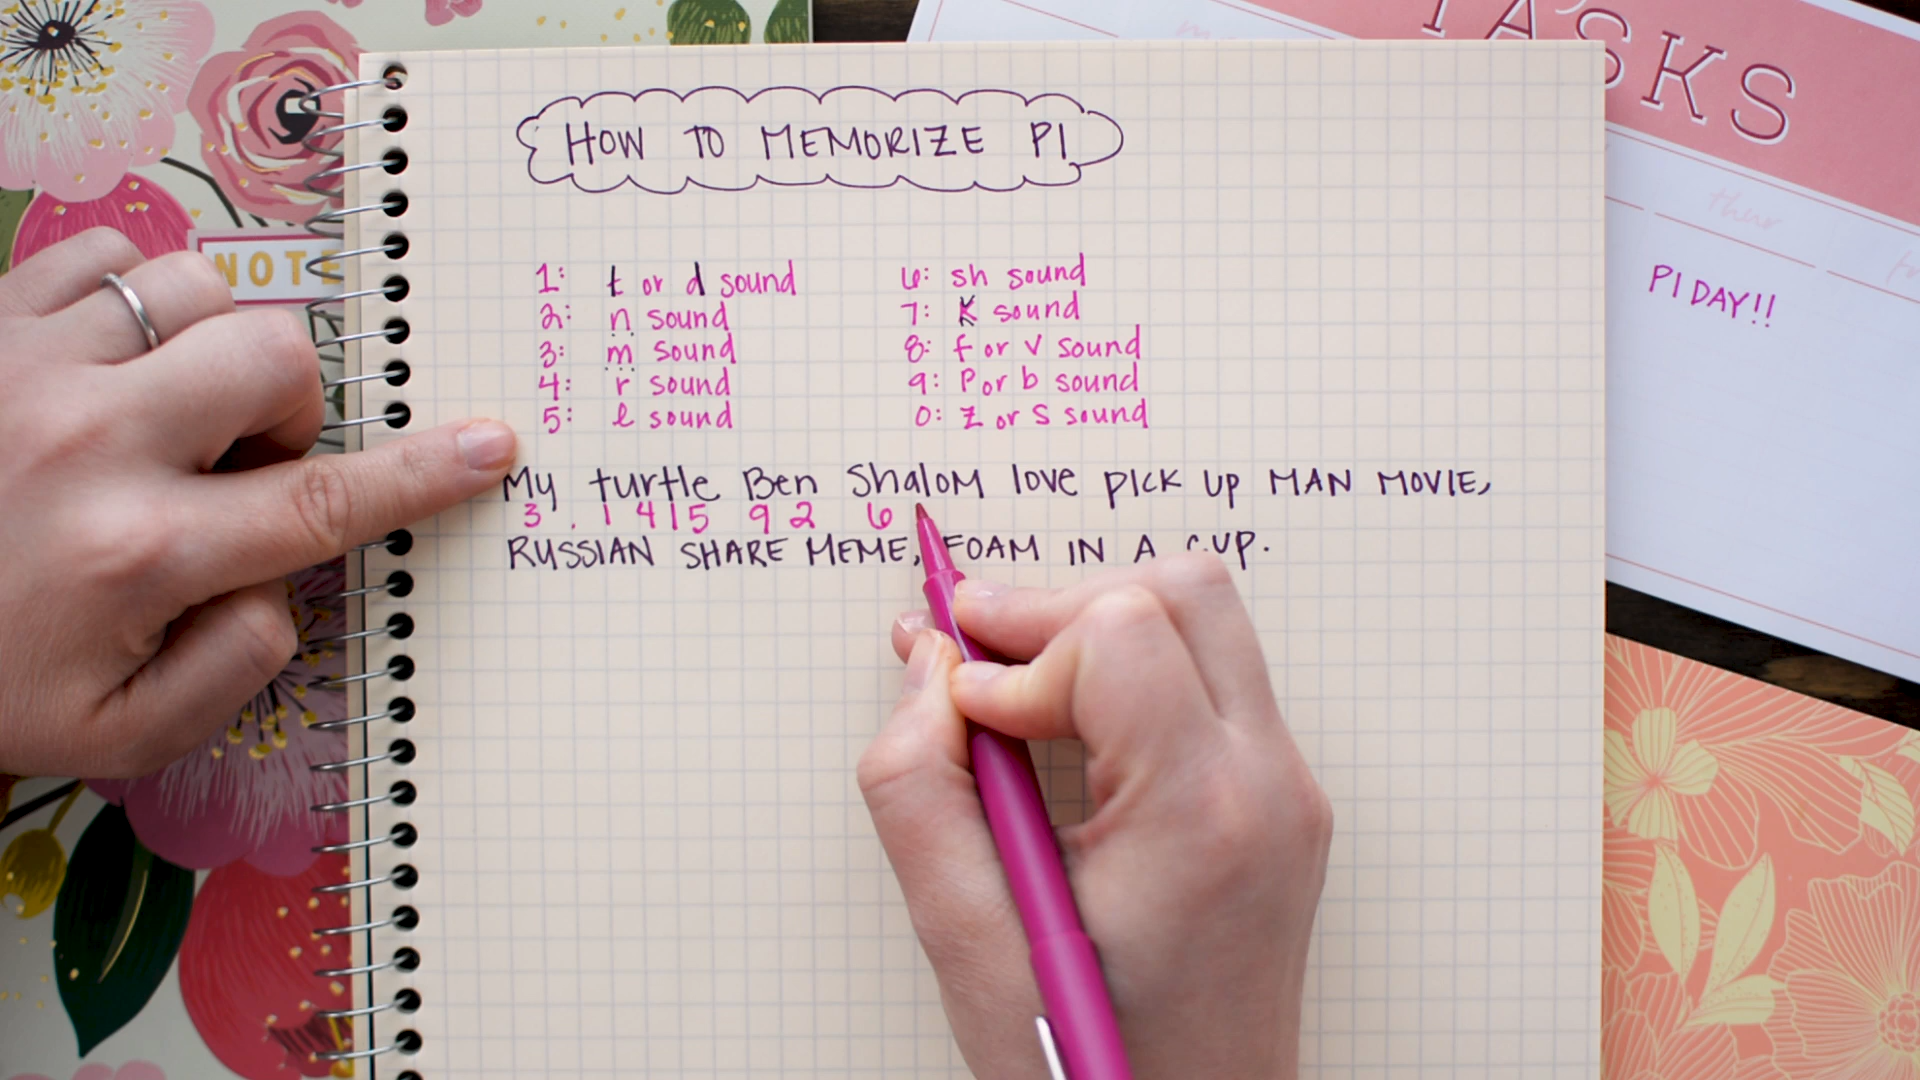 TASKS
HOW TO MEMORIZE PI
NOTE
thur
PI DAY!!
1: t or d sound
2: n sound
3: m sound
4: r sound
5: l sound
6: sh sound
7: K sound
8: f or v sound
9: P or b sound
0: Z or S sound
My turtle Ben Shalom love PICK UP MAN MOVIE,
3 . 1 4 1 5 9 2 6
RUSSIAN SHARE MEME, FOAM IN A CUP.